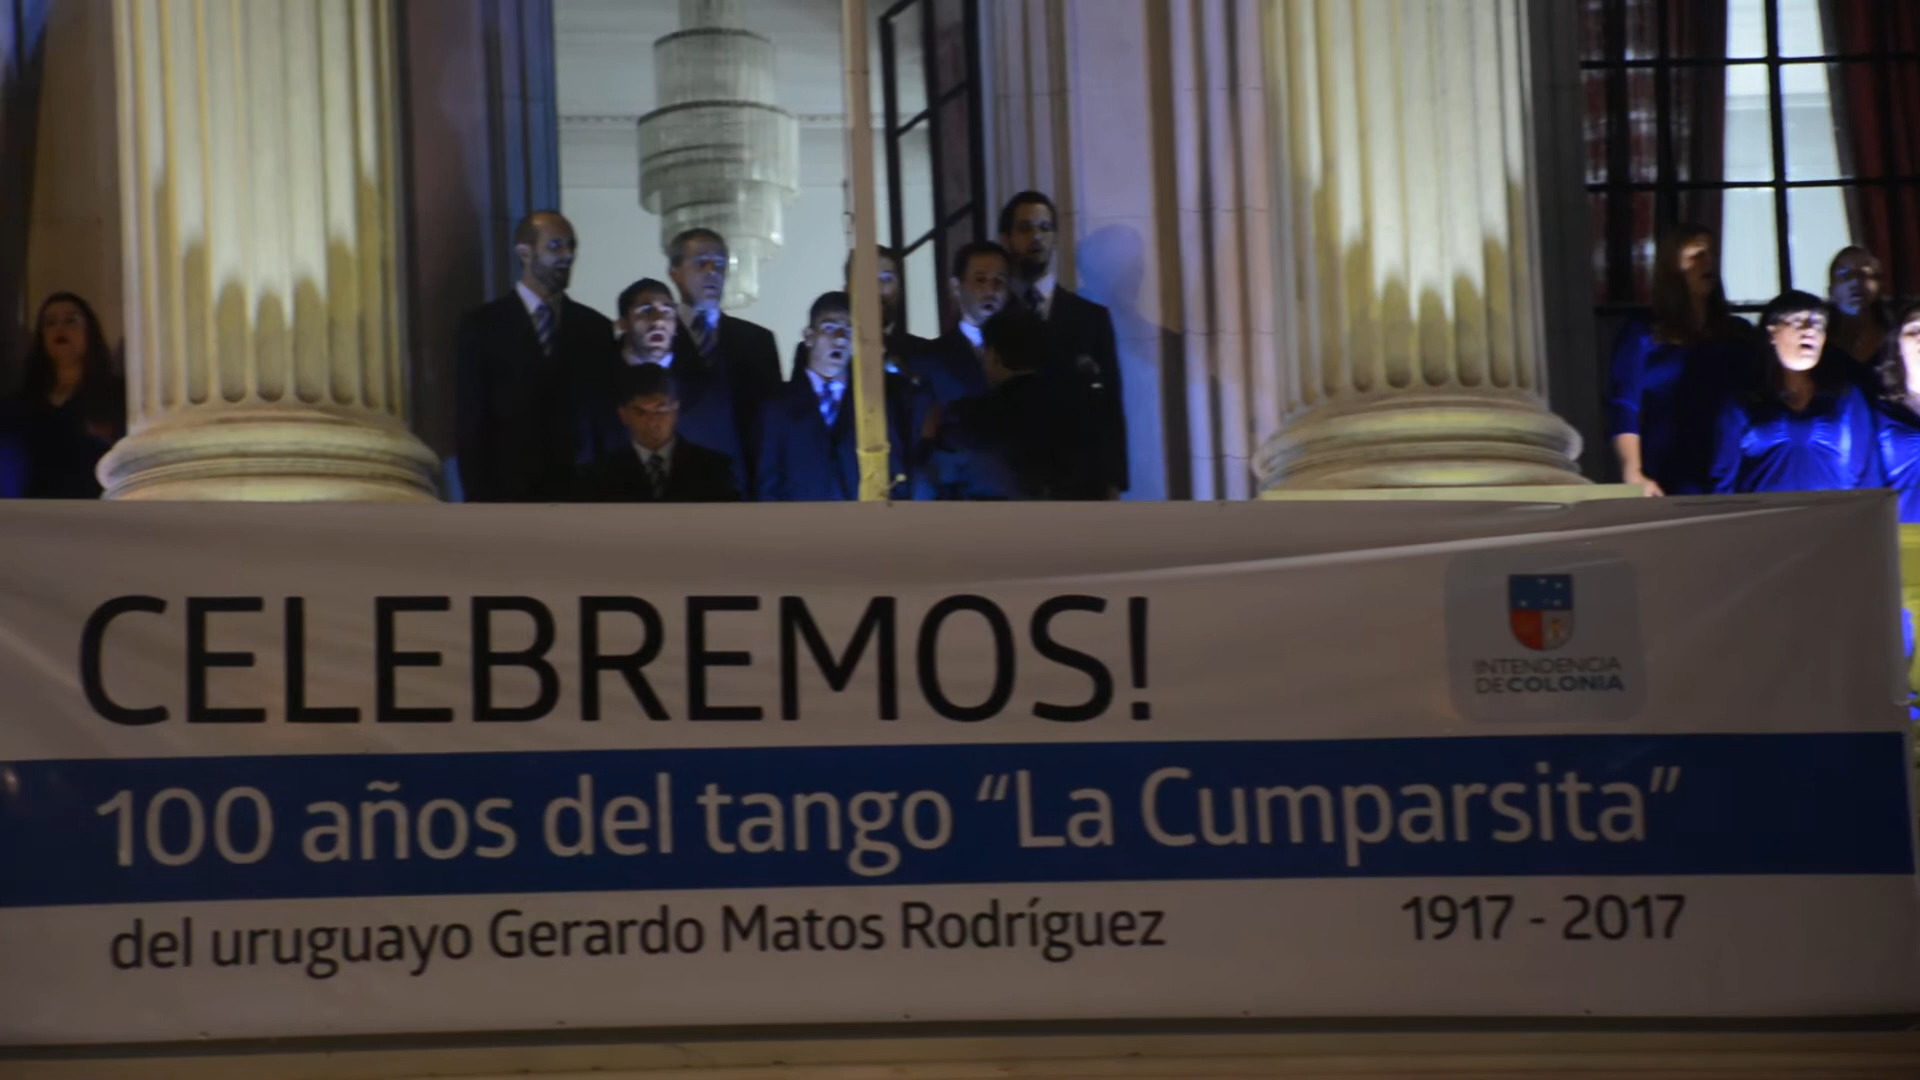 CELEBREMOS!
INTENDENCIA
DE COLONIA
100 años del tango “La Cumparsita”
del uruguayo Gerardo Matos Rodríguez
1917 - 2017